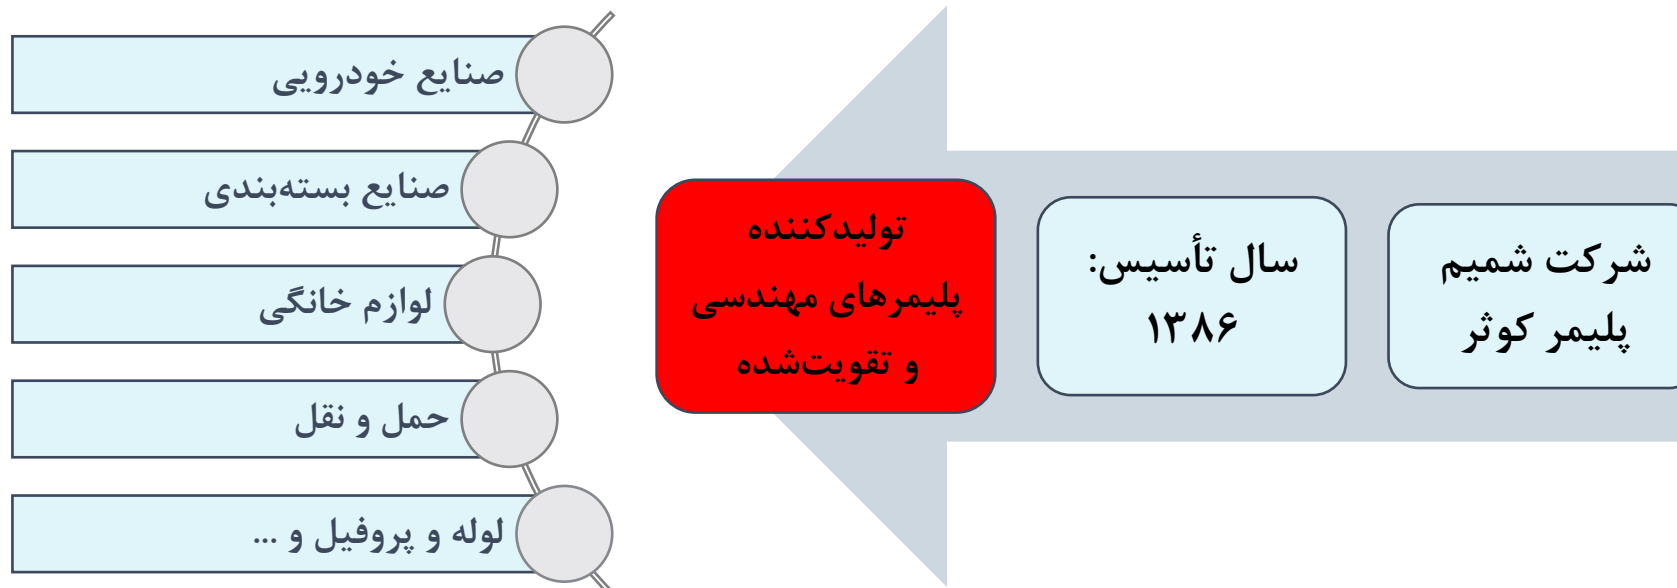 شرکت شمیم
پلیمر کوثر
سال تأسیس:
۱۳۸۶
تولیدکننده
پلیمرهای مهندسی
و تقویت‌شده
صنایع خودرویی
صنایع بسته‌بندی
لوازم خانگی
حمل و نقل
لوله و پروفیل و ...